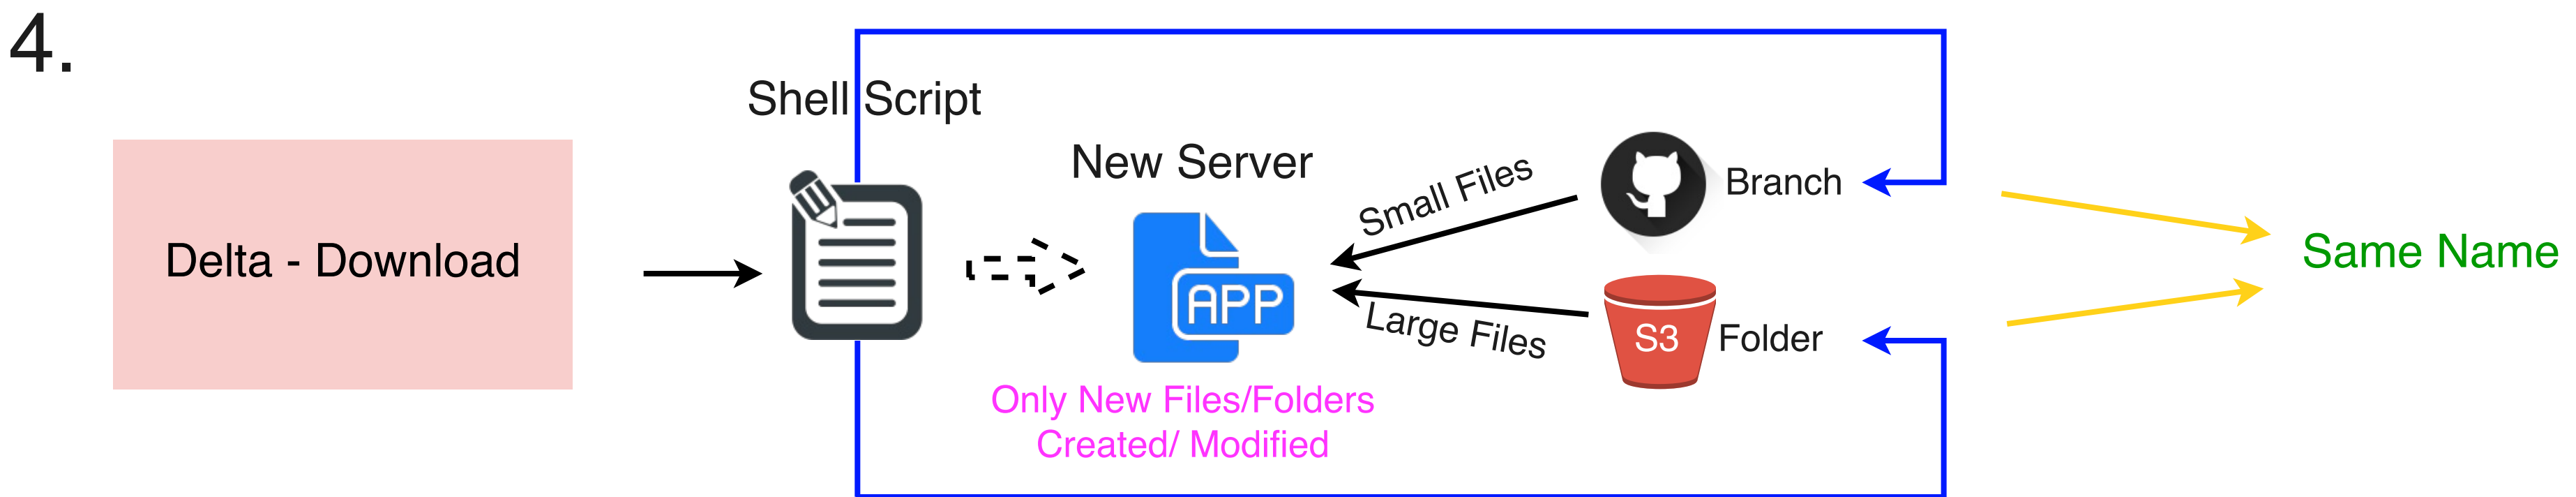 4.
Delta - Download
Shell Script
New Server
APP
Only New Files/Folders
Created/ Modified
Small Files
Large Files
Branch
S3
Folder
Same Name